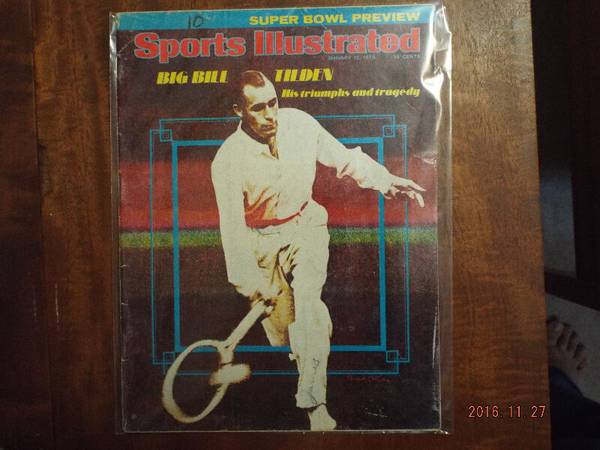 10
SUPER BOWL PREVIEW
Sports Illustrated
BIG BILL TILDEN
His triumphs and tragedy
2016.11.27